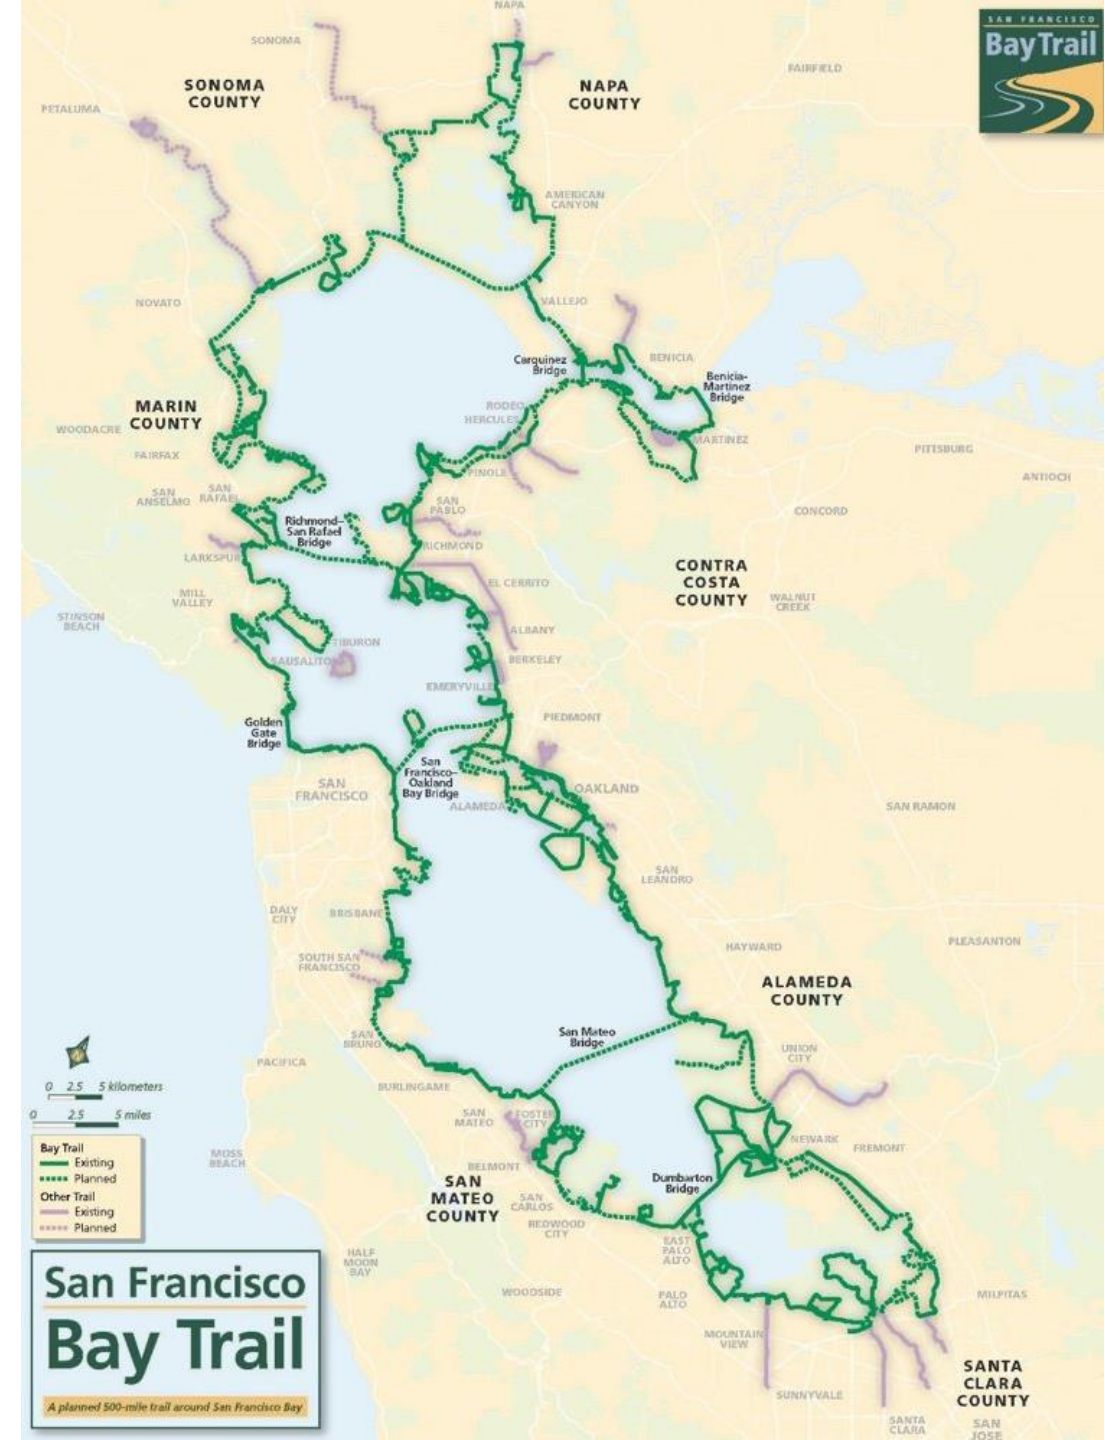 NAPA
SAN FRANCISCO
Bay Trail
SONOMA
FAIRFIELD
SONOMA
COUNTY
NAPA
COUNTY
PETALUMA
AMERICAN
CANYON
NOVATO
VALLEJO
Carquinez
Bridge
BENICIA
Benicia-
Martinez
Bridge
MARIN
COUNTY
RODEO
HERCULES
WOODACRE
MARTINEZ
PITTSBURG
FAIRFAX
PINOLE
ANTIOCH
SAN
ANSELMO
SAN
RAFAEL
SAN
PABLO
CONCORD
Richmond–
San Rafael
Bridge
RICHMOND
LARKSPUR
CONTRA
COSTA
COUNTY
EL CERRITO
MILL
VALLEY
WALNUT
CREEK
STINSON
BEACH
ALBANY
TIBURON
SAUSALITO
BERKELEY
EMERYVILLE
Golden
Gate
Bridge
PIEDMONT
San
Francisco–
Oakland
Bay Bridge
SAN
FRANCISCO
OAKLAND
ALAMEDA
SAN RAMON
SAN
LEANDRO
DALY
CITY
BRISBANE
HAYWARD
PLEASANTON
SOUTH SAN
FRANCISCO
ALAMEDA
COUNTY
SAN
BRUNO
San Mateo
Bridge
UNION
CITY
N
PACIFICA
0 2.5 5 kilometers
0 2.5 5 miles
BURLINGAME
SAN
MATEO
FOSTER
CITY
NEWARK
FREMONT
Bay Trail
Existing
Planned
Other Trail
Existing
Planned
MOSS
BEACH
BELMONT
SAN
MATEO
COUNTY
Dumbarton
Bridge
SAN
CARLOS
REDWOOD
CITY
EAST
PALO
ALTO
HALF
MOON
BAY
WOODSIDE
PALO
ALTO
MILPITAS
MOUNTAIN
VIEW
SUNNYVALE
SANTA
CLARA
COUNTY
SANTA
CLARA
SAN
JOSE
San Francisco
Bay Trail
A planned 500-mile trail around San Francisco Bay